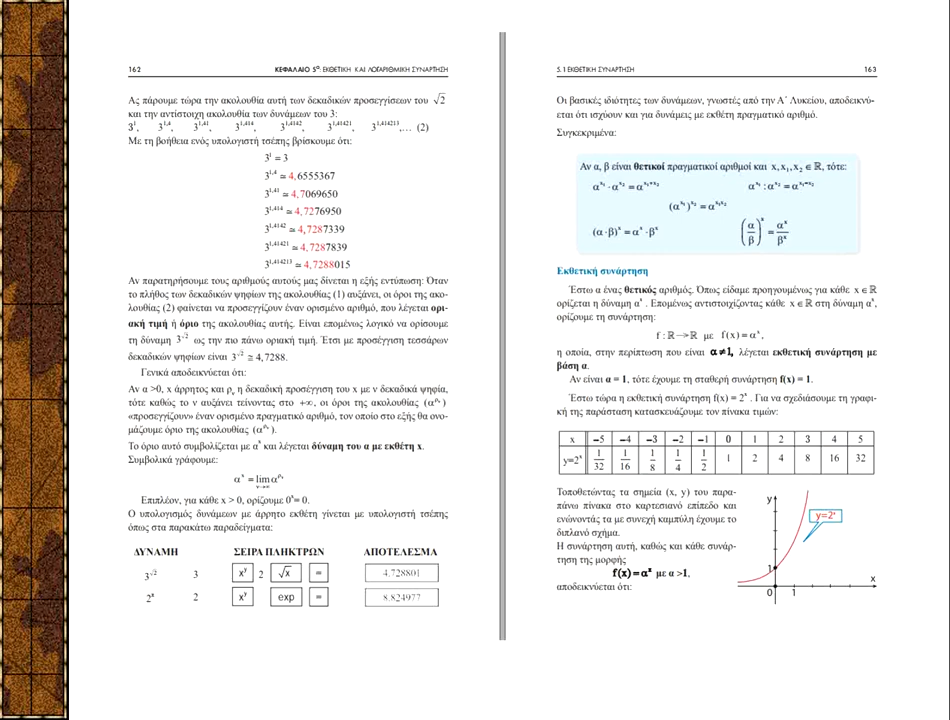 162 ΚΕΦΑΛΑΙΟ 5º: ΕΚΘΕΤΙΚΗ ΚΑΙ ΛΟΓΑΡΙΘΜΙΚΗ ΣΥΝΑΡΤΗΣΗ
Ας πάρουμε τώρα την ακολουθία αυτή των δεκαδικών προσεγγίσεων του √2
και την αντίστοιχη ακολουθία των δυνάμεων του 3:
3^1, 3^1,4, 3^1,41, 3^1,414, 3^1,4142, 3^1,41421, 3^1,414213,… (2)
Με τη βοήθεια ενός υπολογιστή τσέπης βρίσκουμε ότι:
3^1 = 3
3^1,4 ≃ 4,6555367
3^1,41 ≃ 4,7069650
3^1,414 ≃ 4,7276950
3^1,4142 ≃ 4,7287339
3^1,41421 ≃ 4,7287839
3^1,414213 ≃ 4,7288015
Αν παρατηρήσουμε τους αριθμούς αυτούς μας δίνεται η εξής εντύπωση: Όταν
το πλήθος των δεκαδικών ψηφίων της ακολουθίας (1) αυξάνει, οι όροι της ακο-
λουθίας (2) φαίνεται να προσεγγίζουν έναν ορισμένο αριθμό, που λέγεται ορι-
ακή τιμή ή όριο της ακολουθίας αυτής. Είναι επομένως λογικό να ορίσουμε
τη δύναμη 3^√2 ως την πιο πάνω οριακή τιμή. Έτσι με προσέγγιση τεσσάρων
δεκαδικών ψηφίων είναι 3^√2 ≅ 4,7288.
Γενικά αποδεικνύεται ότι:
Αν α >0, x άρρητος και ρ_ν η δεκαδική προσέγγιση του x με ν δεκαδικά ψηφία,
τότε καθώς το ν αυξάνει τείνοντας στο +∞, οι όροι της ακολουθίας (α^ρ_ν)
«προσεγγίζουν» έναν ορισμένο πραγματικό αριθμό, τον οποίο στο εξής θα ονο-
μάζουμε όριο της ακολουθίας (α^ρ_ν).
Το όριο αυτό συμβολίζεται με α^x και λέγεται δύναμη του α με εκθέτη x.
Συμβολικά γράφουμε:
α^x = lim α^ρ_ν
ν→∞
Επιπλέον, για κάθε x > 0, ορίζουμε 0^x= 0.
Ο υπολογισμός δυνάμεων με άρρητο εκθέτη γίνεται με υπολογιστή τσέπης
όπως στα παρακάτω παραδείγματα:
ΔΥΝΑΜΗ ΣΕΙΡΑ ΠΛΗΚΤΡΩΝ ΑΠΟΤΕΛΕΣΜΑ
3^√2 3 x^y 2 √x = 4.728801
2^π 2 x^y exp = 8.824977
5.1 ΕΚΘΕΤΙΚΗ ΣΥΝΑΡΤΗΣΗ 163
Οι βασικές ιδιότητες των δυνάμεων, γνωστές από την Α΄ Λυκείου, αποδεικνύ-
εται ότι ισχύουν και για δυνάμεις με εκθέτη πραγματικό αριθμό.
Συγκεκριμένα:
Αν α, β είναι θετικοί πραγματικοί αριθμοί και x, x₁, x₂ ∈ ℝ, τότε:
α^x₁ · α^x₂ = α^(x₁+x₂) α^x₁ : α^x₂ = α^(x₁−x₂)
(α^x₁)^x₂ = α^(x₁x₂)
(α·β)^x = α^x · β^x (α/β)^x = α^x/β^x
Εκθετική συνάρτηση
Έστω α ένας θετικός αριθμός. Όπως είδαμε προηγουμένως για κάθε x ∈ ℝ
ορίζεται η δύναμη α^x. Επομένως αντιστοιχίζοντας κάθε x ∈ ℝ στη δύναμη α^x,
ορίζουμε τη συνάρτηση:
f : ℝ→ℝ με f(x) = α^x,
η οποία, στην περίπτωση που είναι α≠1, λέγεται εκθετική συνάρτηση με
βάση α.
Αν είναι α = 1, τότε έχουμε τη σταθερή συνάρτηση f(x) = 1.
Έστω τώρα η εκθετική συνάρτηση f(x) = 2^x. Για να σχεδιάσουμε τη γραφι-
κή της παράσταση κατασκευάζουμε τον πίνακα τιμών:
x −5 −4 −3 −2 −1 0 1 2 3 4 5
y=2^x 1/32 1/16 1/8 1/4 1/2 1 2 4 8 16 32
Τοποθετώντας τα σημεία (x, y) του παρα-
πάνω πίνακα στο καρτεσιανό επίπεδο και
ενώνοντάς τα με συνεχή καμπύλη έχουμε το
διπλανό σχήμα.
Η συνάρτηση αυτή, καθώς και κάθε συνάρ-
τηση της μορφής
f(x)=α^x με α >1,
αποδεικνύεται ότι:
y
y=2^x
1
x
0 1